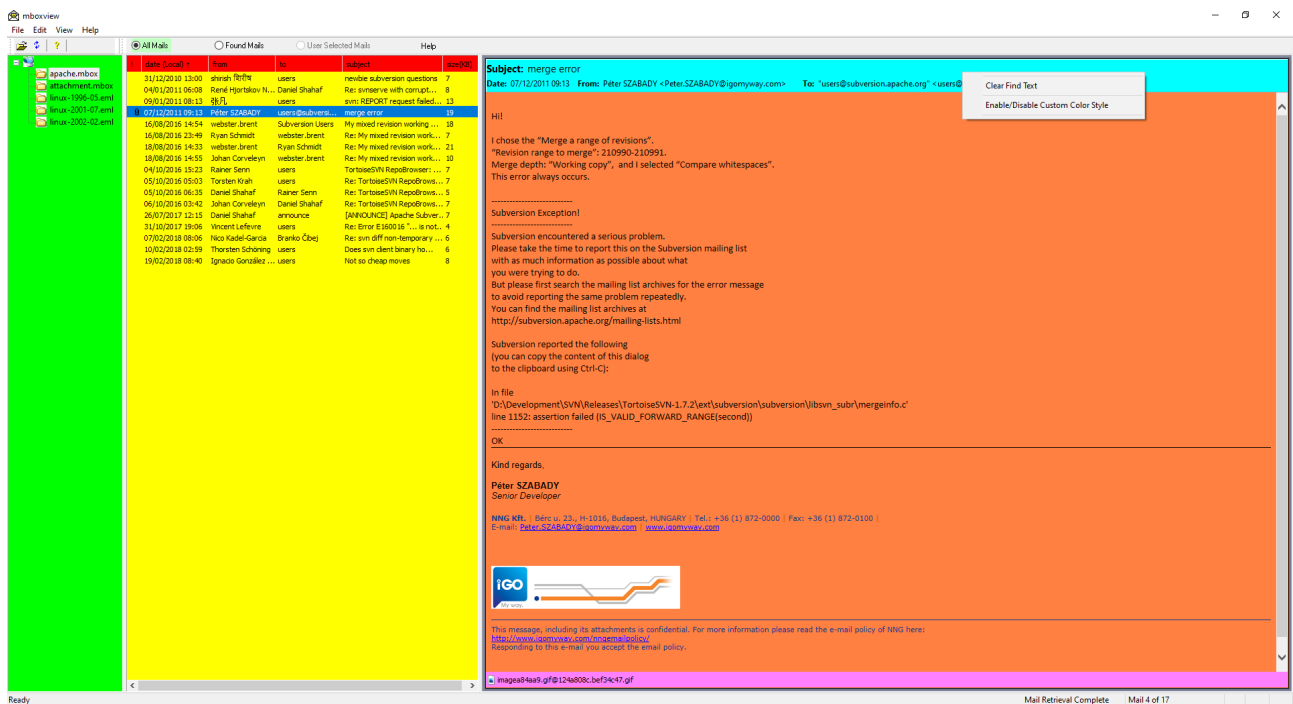 mboxview
File Edit View Help
All Mails Found Mails User Selected Mails Help
apache.mbox
attachment.mbox
linux-1996-05.eml
linux-2001-07.eml
linux-2002-02.eml
! date (Local) from to subject size(KB)
31/12/2010 13:00 shirish शिरीष users newbie subversion questions 7
04/01/2011 06:08 René Hjortskov N... Daniel Shahaf Re: svnserve with corrupt... 8
09/01/2011 08:13 张凡 users svn: REPORT request failed... 13
07/12/2011 09:13 Péter SZABADY users@subversi... merge error 19
16/08/2016 14:54 webster.brent Subversion Users My mixed revision working ... 18
16/08/2016 23:49 Ryan Schmidt webster.brent Re: My mixed revision work... 7
18/08/2016 14:33 webster.brent Ryan Schmidt Re: My mixed revision work... 21
18/08/2016 14:55 Johan Corveleyn webster.brent Re: My mixed revision work... 10
04/10/2016 15:23 Rainer Senn users TortoiseSVN RepoBrowser: ... 7
05/10/2016 05:03 Torsten Krah users Re: TortoiseSVN RepoBrows... 7
05/10/2016 06:35 Daniel Shahaf Rainer Senn Re: TortoiseSVN RepoBrows... 5
06/10/2016 03:42 Johan Corveleyn Daniel Shahaf Re: TortoiseSVN RepoBrows... 7
26/07/2017 12:15 Daniel Shahaf announce [ANNOUNCE] Apache Subver... 7
31/10/2017 19:06 Vincent Lefevre users Re: Error E160016 "... is not... 4
07/02/2018 08:06 Nico Kadel-Garcia Branko Čibej Re: svn diff non-temporary ... 6
10/02/2018 02:59 Thorsten Schöning users Does svn client binary ho... 6
19/02/2018 08:40 Ignacio González ... users Not so cheap moves 8
Subject: merge error
Date: 07/12/2011 09:13 From: Péter SZABADY <Peter.SZABADY@igomyway.com> To: "users@subversion.apache.org" <users@
Clear Find Text
Enable/Disable Custom Color Style
Hi!
I chose the “Merge a range of revisions”.
“Revision range to merge”: 210990-210991.
Merge depth: “Working copy”, and I selected “Compare whitespaces”.
This error always occurs.
---------------------------
Subversion Exception!
---------------------------
Subversion encountered a serious problem.
Please take the time to report this on the Subversion mailing list
with as much information as possible about what
you were trying to do.
But please first search the mailing list archives for the error message
to avoid reporting the same problem repeatedly.
You can find the mailing list archives at
http://subversion.apache.org/mailing-lists.html
Subversion reported the following
(you can copy the content of this dialog
to the clipboard using Ctrl-C):
In file
'D:\Development\SVN\Releases\TortoiseSVN-1.7.2\ext\subversion\subversion\libsvn_subr\mergeinfo.c'
line 1152: assertion failed (IS_VALID_FORWARD_RANGE(second))
---------------------------
OK
Kind regards,
Péter SZABADY
Senior Developer
NNG Kft. | Bérc u. 23., H-1016, Budapest, HUNGARY | Tel.: +36 (1) 872-0000 | Fax: +36 (1) 872-0100 |
E-mail: Peter.SZABADY@igomyway.com | www.igomyway.com
iGO
My way.
This message, including its attachments is confidential. For more information please read the e-mail policy of NNG here:
http://www.igomyway.com/nngemailpolicy/
Responding to this e-mail you accept the email policy.
imagea84aa9.gif@124a808c.bef34c47.gif
Ready Mail Retrieval Complete Mail 4 of 17